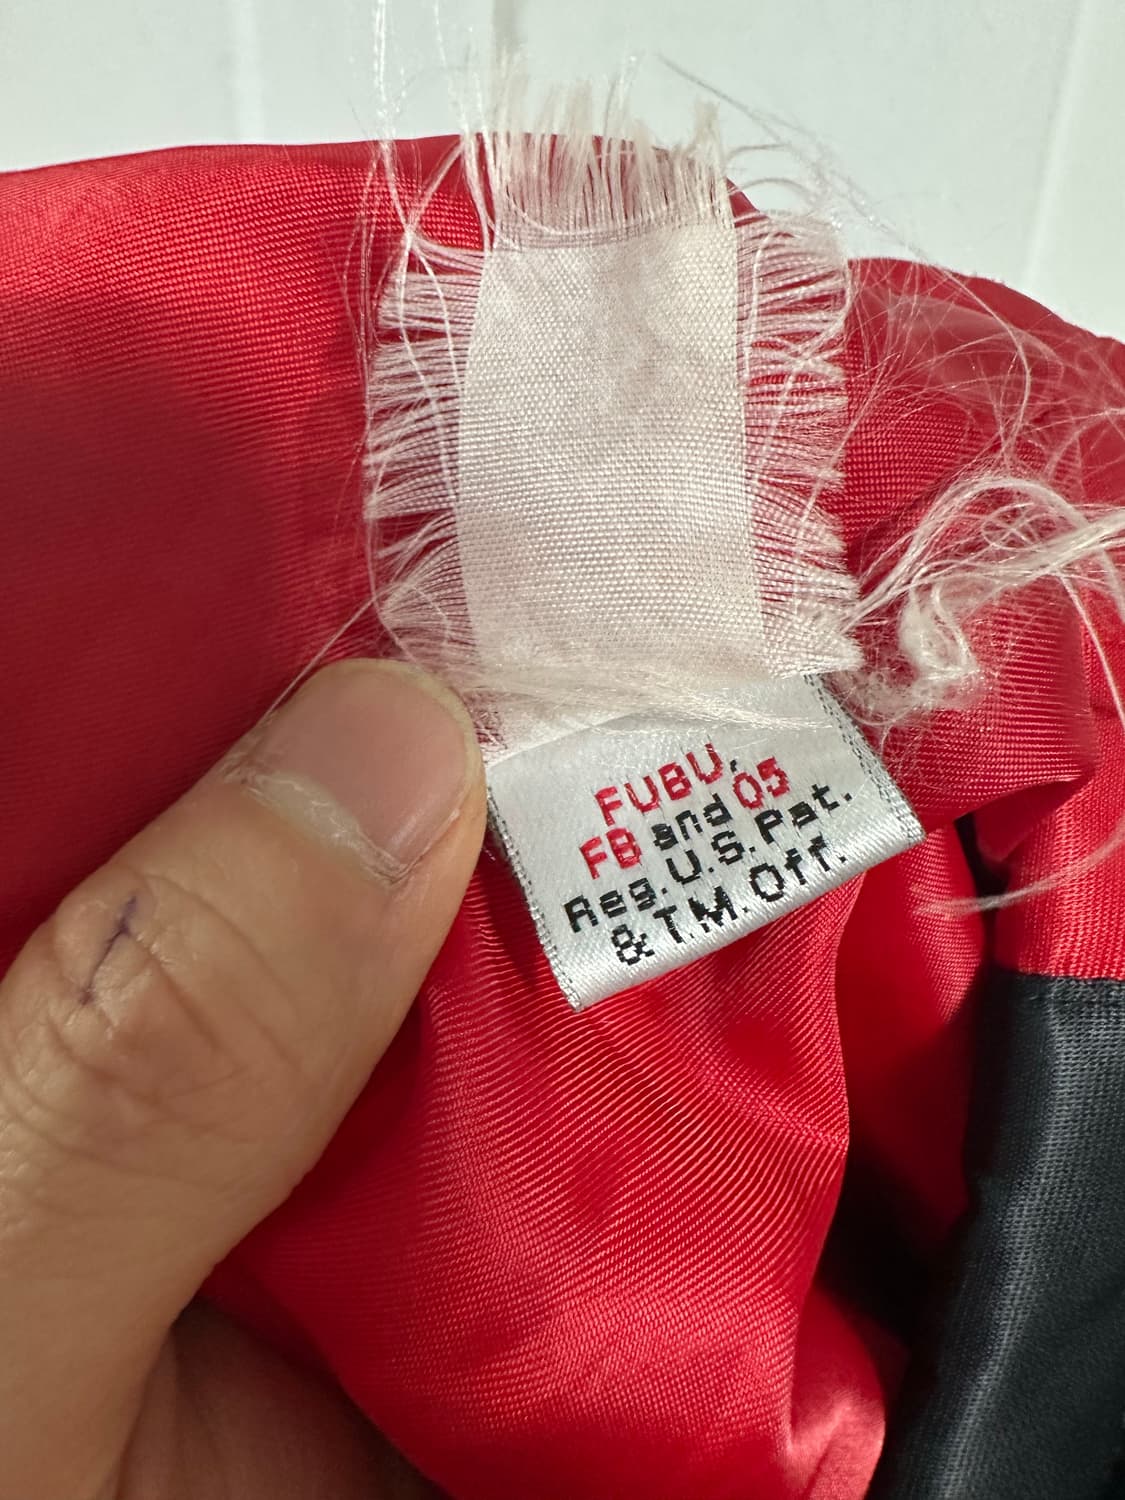 FUBU,
FB and 05
Reg. U.S. Pat.
& T.M. Off.